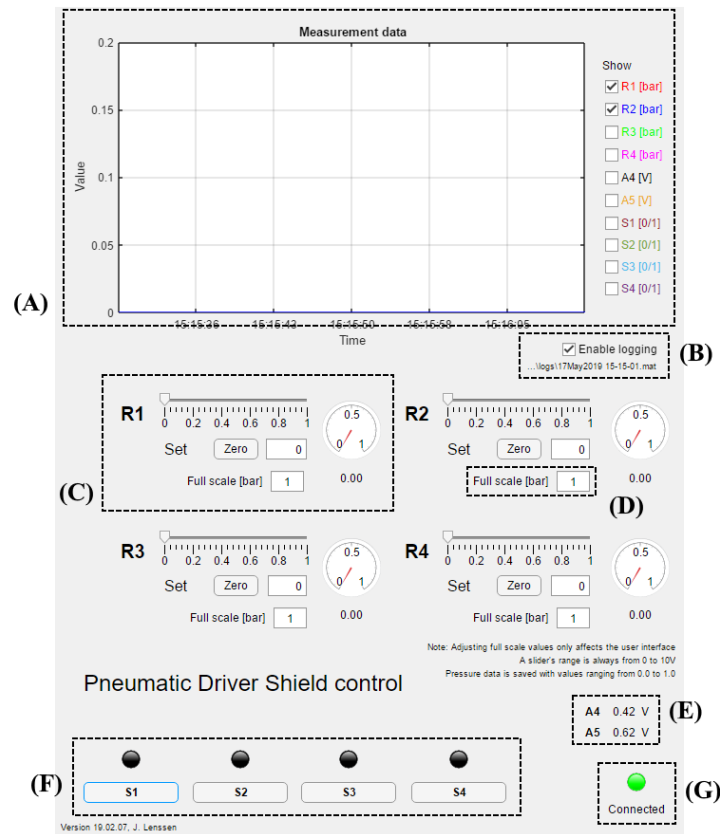 Measurement data
0.2
0.15
0.1
0.05
0
Value
15:15:36 15:15:43 15:15:50 15:15:58 15:16:05
Time
Show
R1 [bar]
R2 [bar]
R3 [bar]
R4 [bar]
A4 [V]
A5 [V]
S1 [0/1]
S2 [0/1]
S3 [0/1]
S4 [0/1]
(A)
Enable logging
...\logs\17May2019 15-15-01.mat
(B)
R1
0 0.2 0.4 0.6 0.8 1
Set Zero 0
Full scale [bar] 1
0 0.5 1
0.00
(C)
R2
0 0.2 0.4 0.6 0.8 1
Set Zero 0
Full scale [bar] 1
0 0.5 1
0.00
(D)
R3
0 0.2 0.4 0.6 0.8 1
Set Zero 0
Full scale [bar] 1
0 0.5 1
0.00
R4
0 0.2 0.4 0.6 0.8 1
Set Zero 0
Full scale [bar] 1
0 0.5 1
0.00
Note: Adjusting full scale values only affects the user interface
A slider's range is always from 0 to 10V
Pressure data is saved with values ranging from 0.0 to 1.0
Pneumatic Driver Shield control
A4 0.42 V
A5 0.62 V
(E)
(F)
S1 S2 S3 S4
Connected
(G)
Version 19.02.07, J. Lenssen